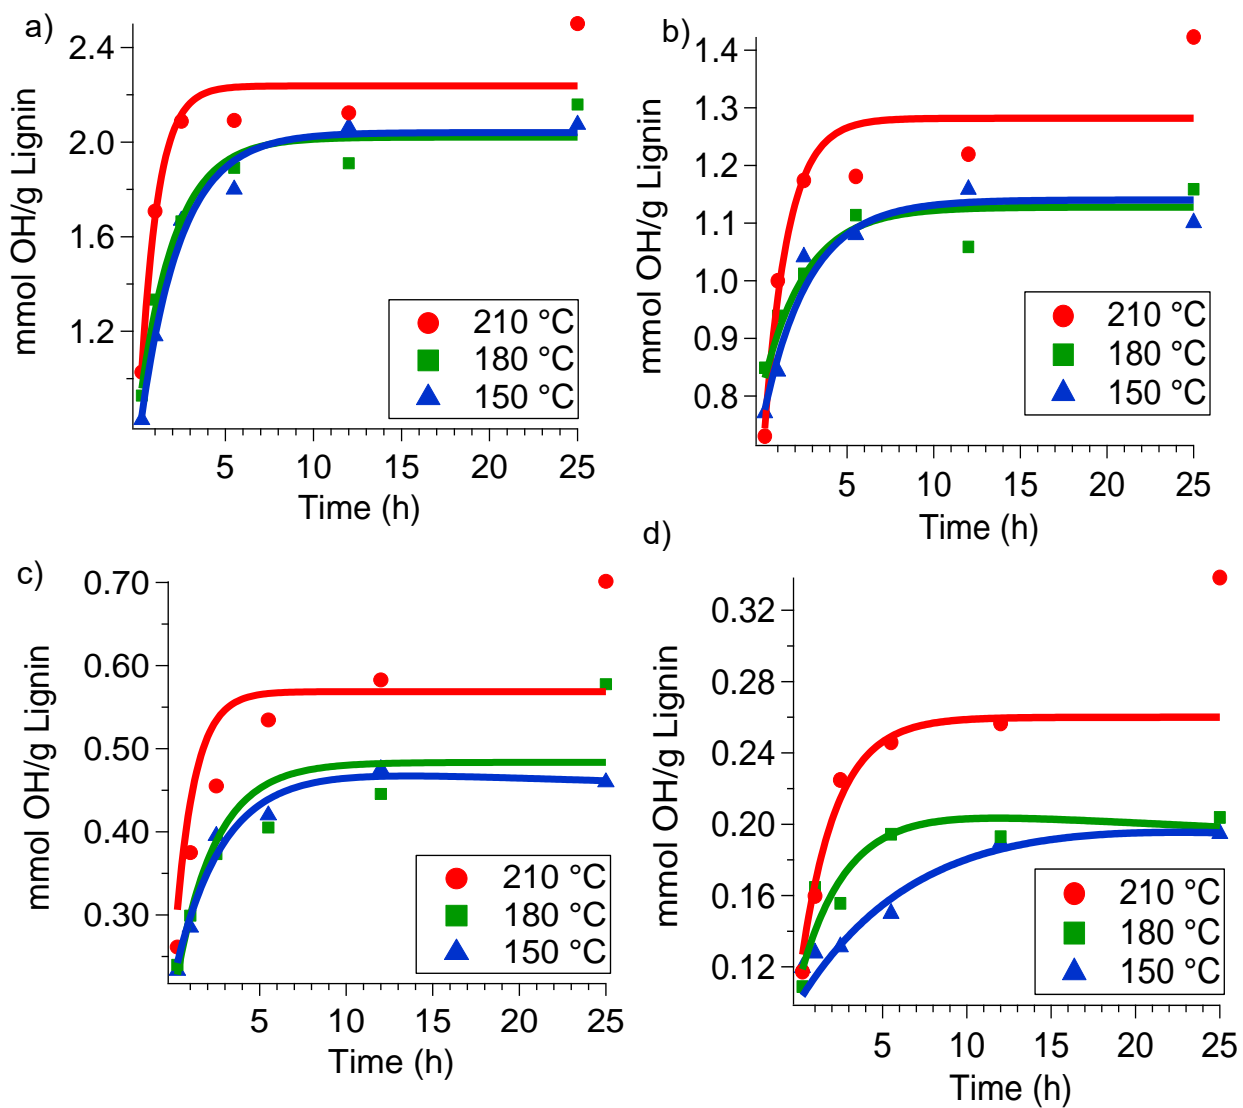 a)
2.4
2.0
1.6
1.2
mmol OH/g Lignin
210 °C
180 °C
150 °C
5 10 15 20 25
Time (h)
b)
1.4
1.3
1.2
1.1
1.0
0.9
0.8
mmol OH/g Lignin
210 °C
180 °C
150 °C
5 10 15 20 25
Time (h)
c)
0.70
0.60
0.50
0.40
0.30
mmol OH/g Lignin
210 °C
180 °C
150 °C
5 10 15 20 25
Time (h)
d)
0.32
0.28
0.24
0.20
0.16
0.12
mmol OH/g Lignin
210 °C
180 °C
150 °C
5 10 15 20 25
Time (h)